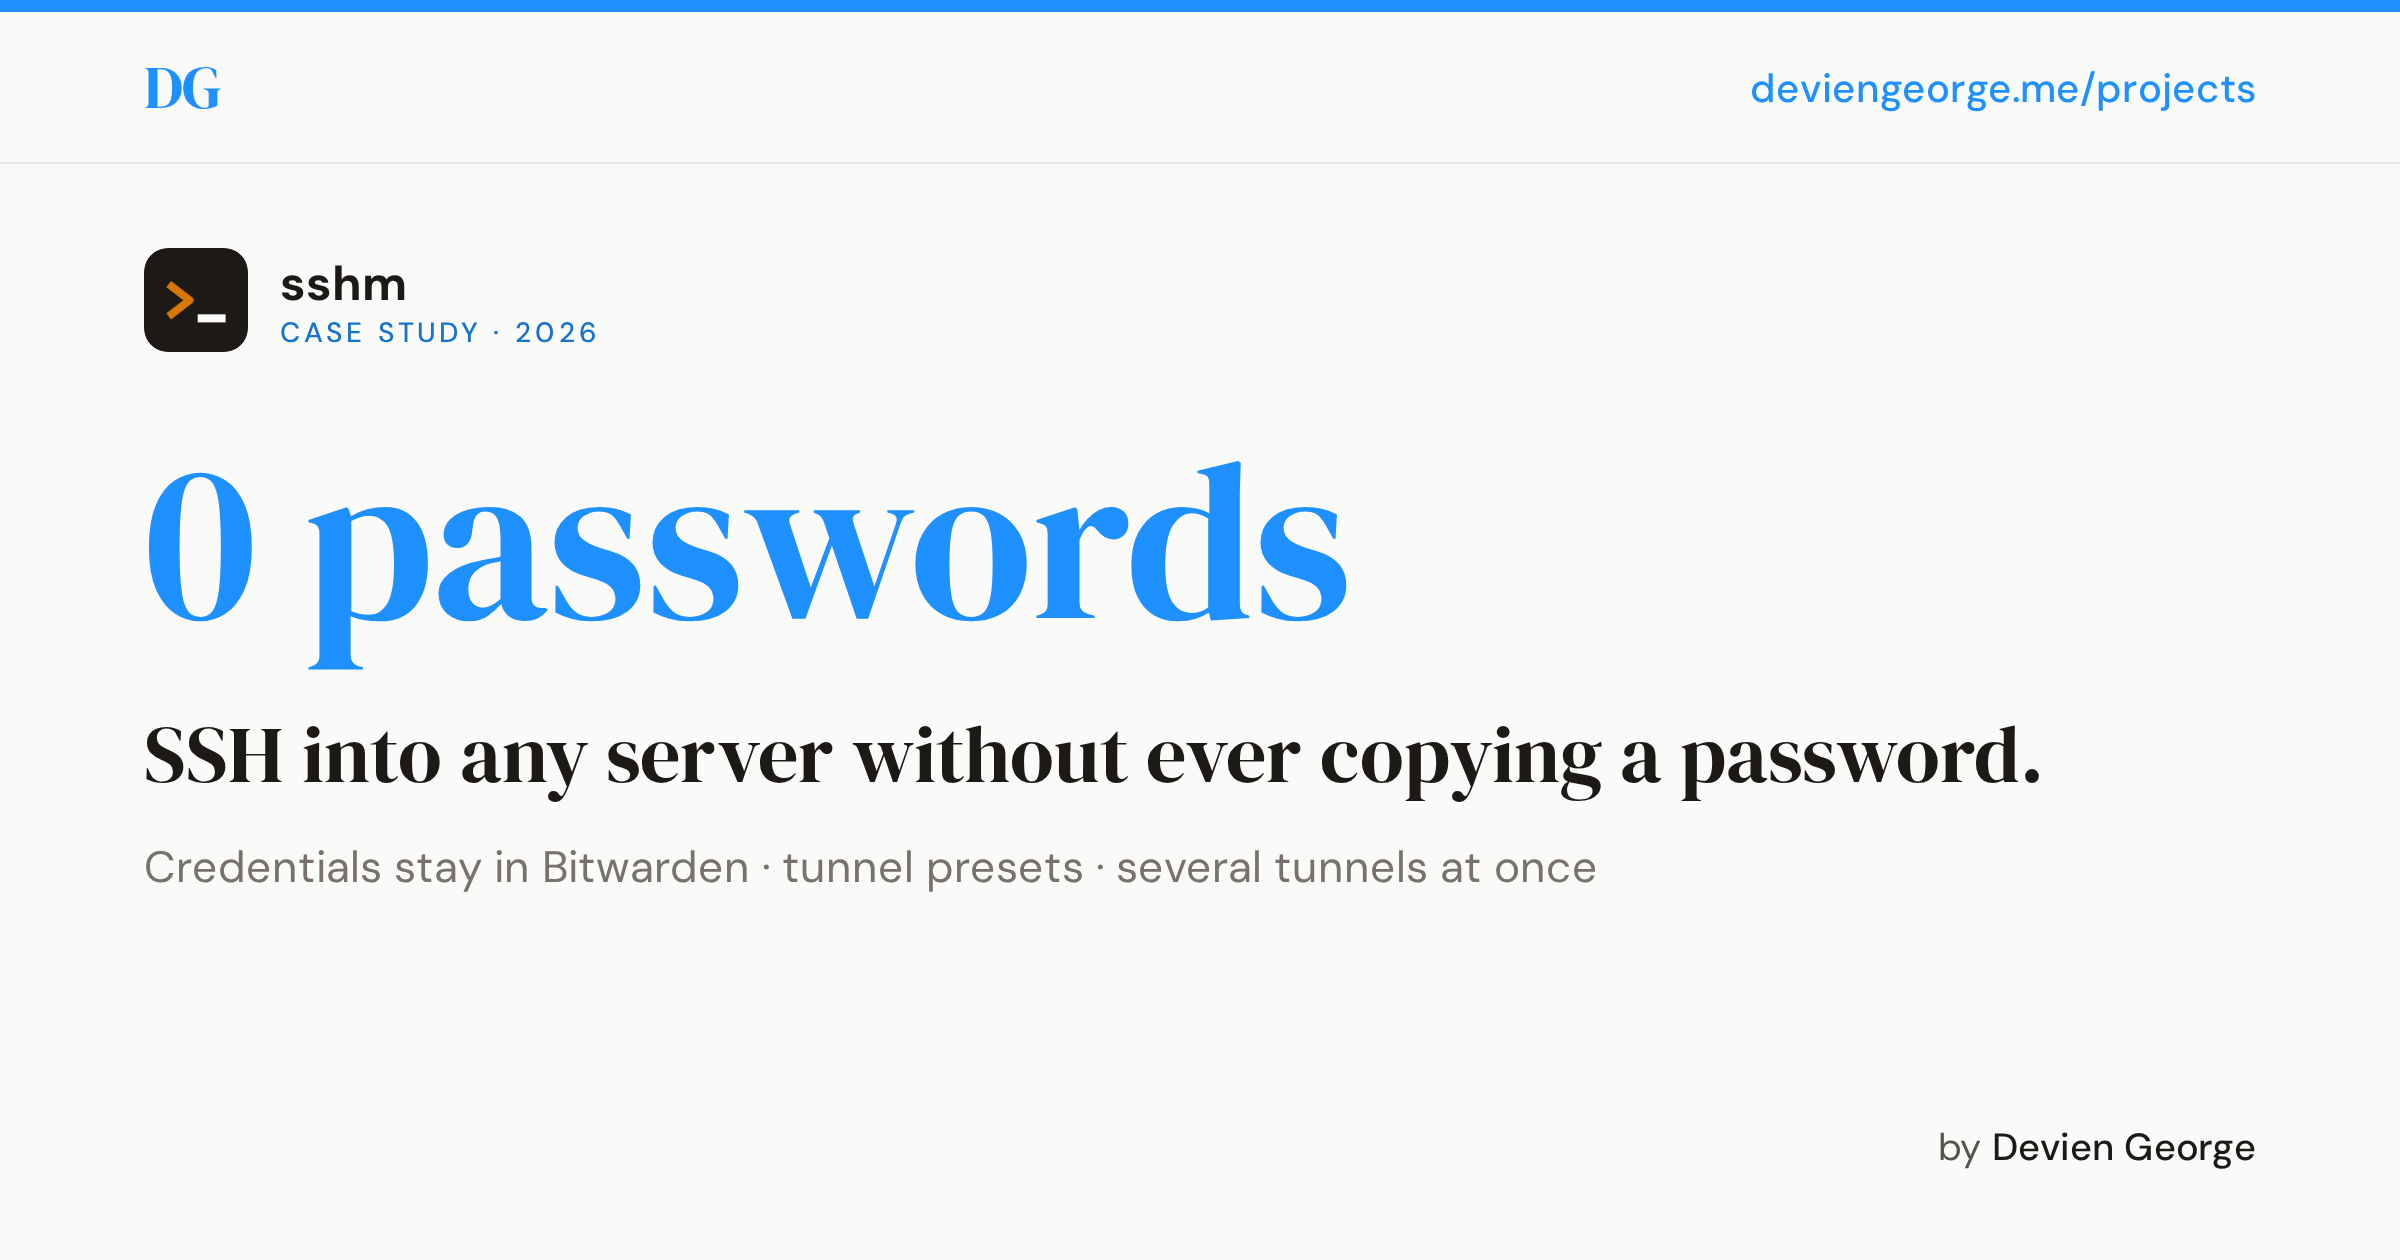 DG
deviengeorge.me/projects
>_
sshm
CASE STUDY · 2026
0 passwords
SSH into any server without ever copying a password.
Credentials stay in Bitwarden · tunnel presets · several tunnels at once
by Devien George